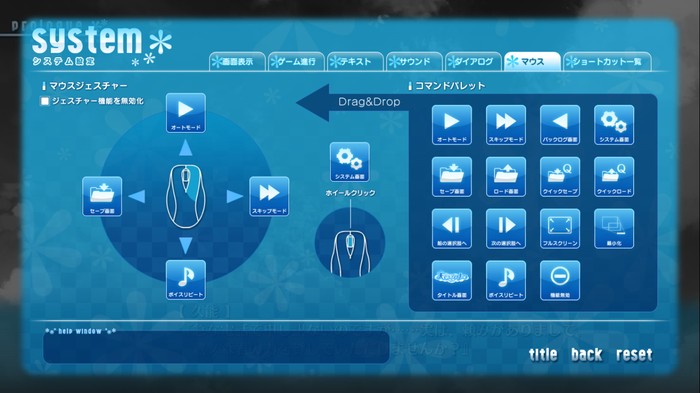 prologue
system
システム設定
画面表示
ゲーム進行
テキスト
サウンド
ダイアログ
マウス
ショートカット一覧
マウスジェスチャー
ジェスチャー機能を無効化
オートモード
セーブ画面
スキップモード
ボイスリピート
Drag&Drop
システム画面
ホイールクリック
コマンドパレット
オートモード
スキップモード
バックログ画面
システム画面
セーブ画面
ロード画面
クイックセーブ
クイックロード
前の選択肢へ
次の選択肢へ
フルスクリーン
最小化
タイトル画面
ボイスリピート
機能無効
help window
title
back
reset